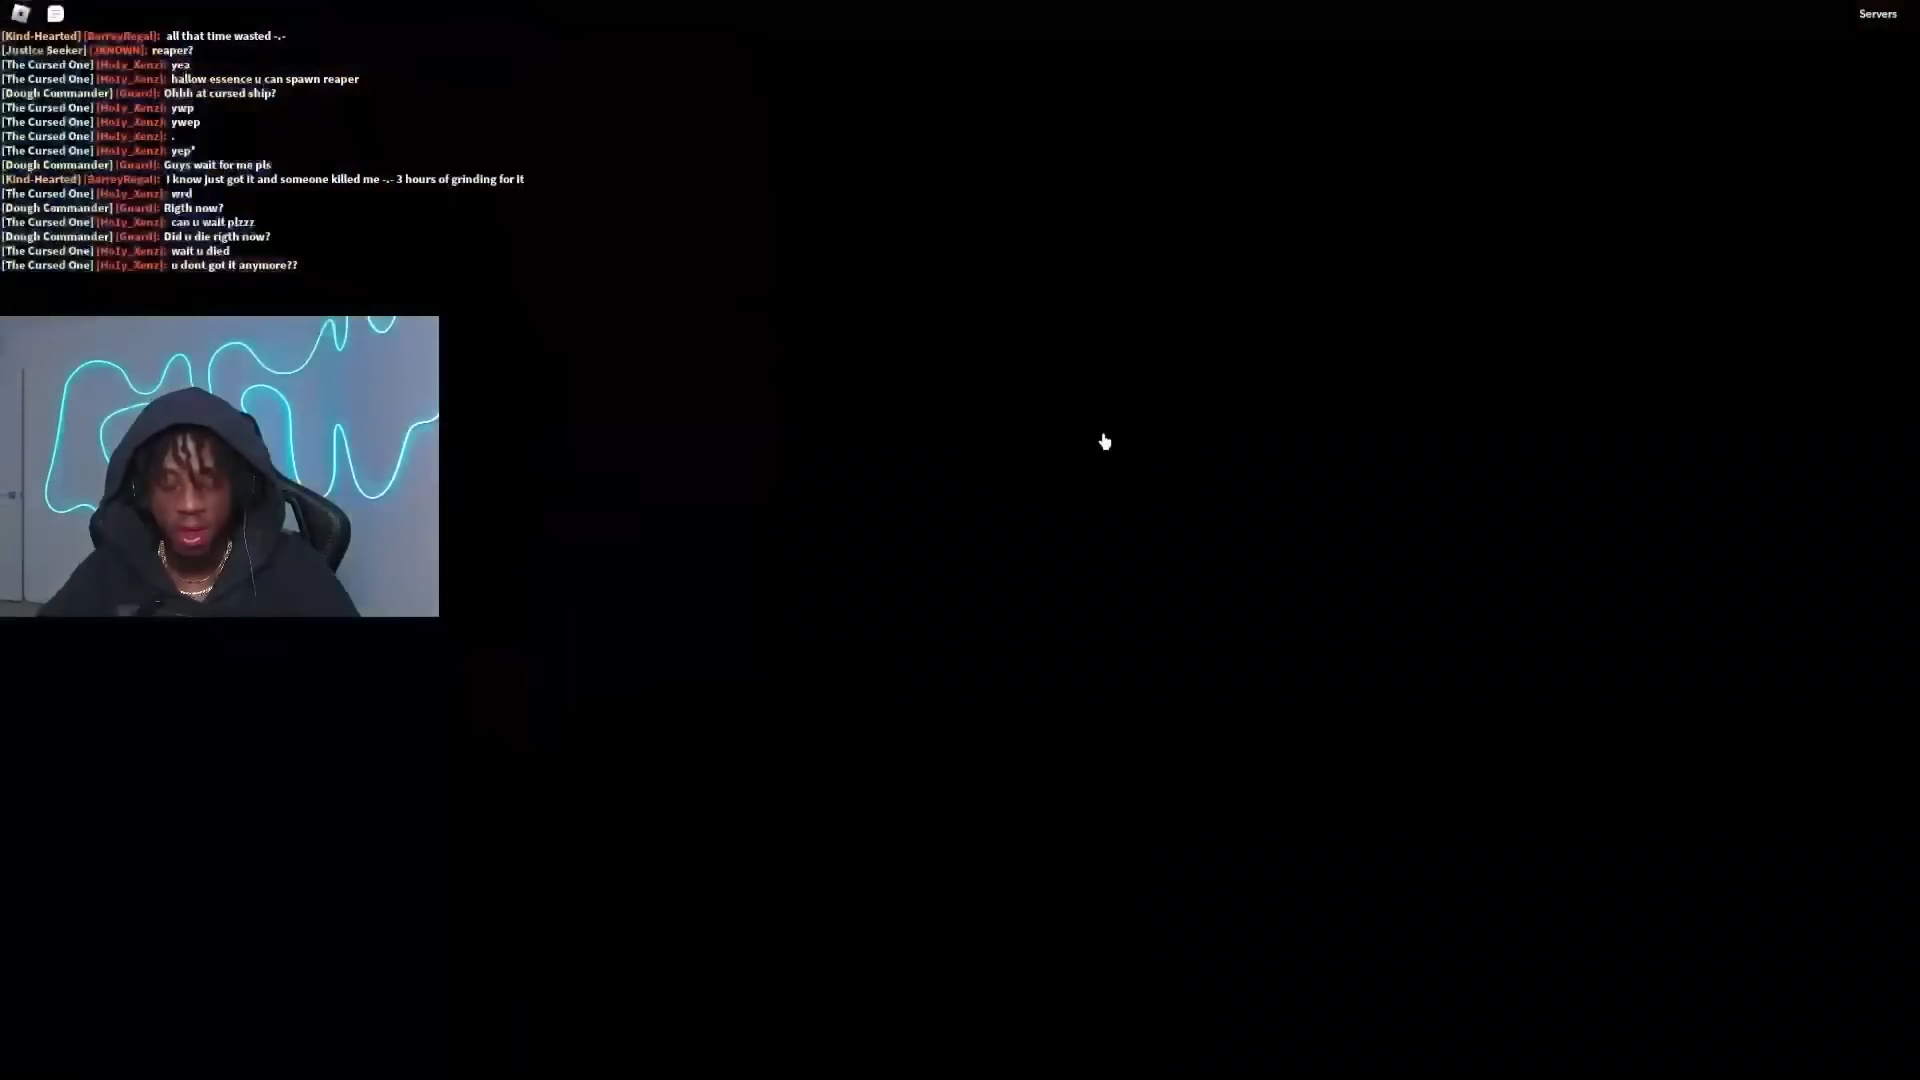 Servers
[Kind-Hearted] [BarreyRegal]: all that time wasted -.-
[Justice Seeker] [JKNOWN]: reaper?
[The Cursed One] [Holy_Xenz]: yea
[The Cursed One] [Holy_Xenz]: hallow essence u can spawn reaper
[Dough Commander] [Guard]: Ohhh at cursed ship?
[The Cursed One] [Holy_Xenz]: ywp
[The Cursed One] [Holy_Xenz]: ywep
[The Cursed One] [Holy_Xenz]: .
[The Cursed One] [Holy_Xenz]: yep*
[Dough Commander] [Guard]: Guys wait for me pls
[Kind-Hearted] [BarreyRegal]: I know just got it and someone killed me -.- 3 hours of grinding for it
[The Cursed One] [Holy_Xenz]: wrd
[Dough Commander] [Guard]: Rigth now?
[The Cursed One] [Holy_Xenz]: can u wait plzzz
[Dough Commander] [Guard]: Did u die rigth now?
[The Cursed One] [Holy_Xenz]: wait u died
[The Cursed One] [Holy_Xenz]: u dont got it anymore??